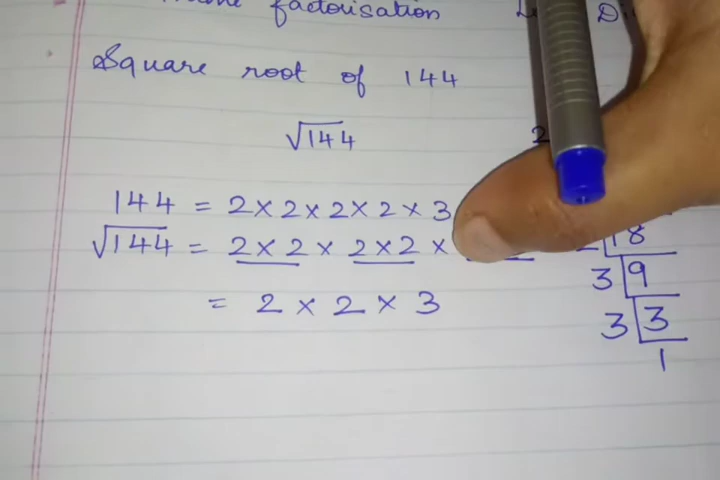 factorisation
Square root of 144
√144
2
144 = 2 × 2 × 2 × 2 × 3
√144 = 2 × 2 × 2 × 2 ×
= 2 × 2 × 3
18
3 9
3 3
1